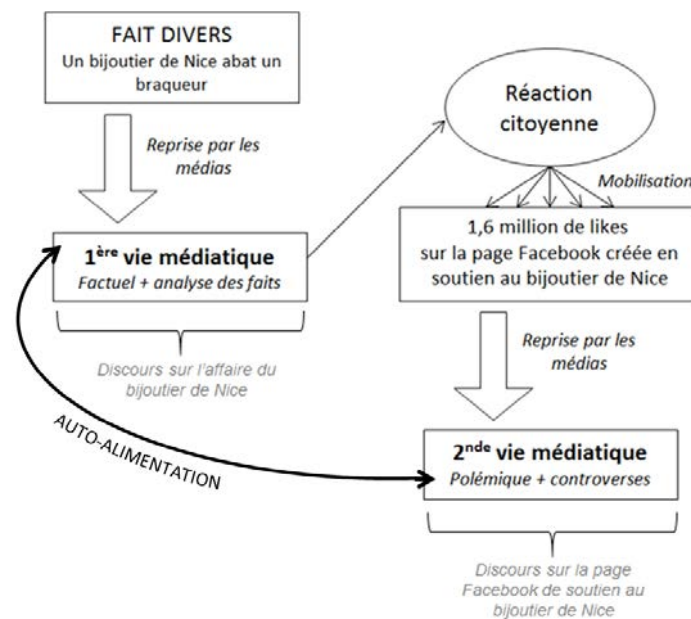 FAIT DIVERS
Un bijoutier de Nice abat un
braqueur
Reprise par les
médias
1ère vie médiatique
Factuel + analyse des faits
Discours sur l'affaire du
bijoutier de Nice
AUTO-ALIMENTATION
Réaction
citoyenne
Mobilisation
1,6 million de likes
sur la page Facebook créée en
soutien au bijoutier de Nice
Reprise par les
médias
2nde vie médiatique
Polémique + controverses
Discours sur la page
Facebook de soutien au
bijoutier de Nice